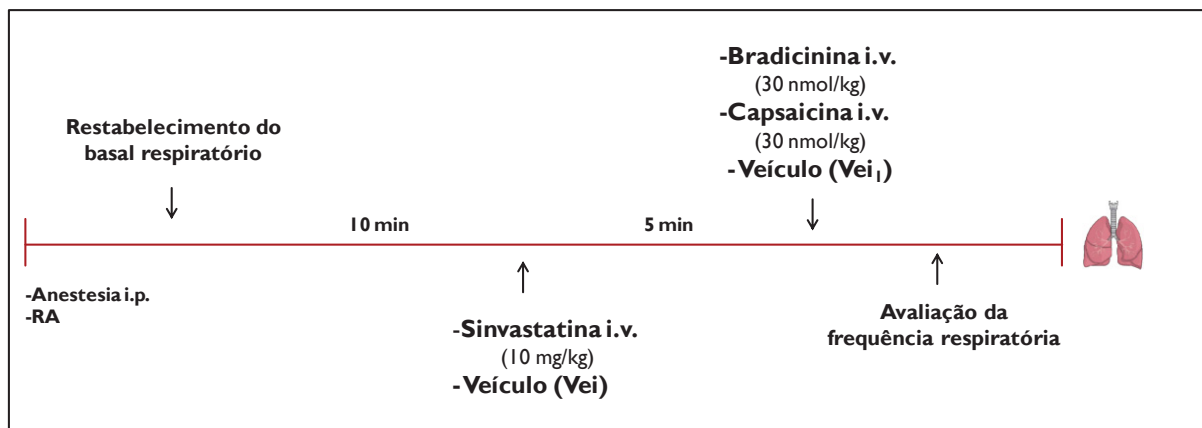 -Bradicinina i.v.
(30 nmol/kg)
-Capsaicina i.v.
(30 nmol/kg)
-Veículo (Vei₁)
Restabelecimento do
basal respiratório
10 min
5 min
-Anestesia i.p.
-RA
-Sinvastatina i.v.
(10 mg/kg)
-Veículo (Vei)
Avaliação da
frequência respiratória